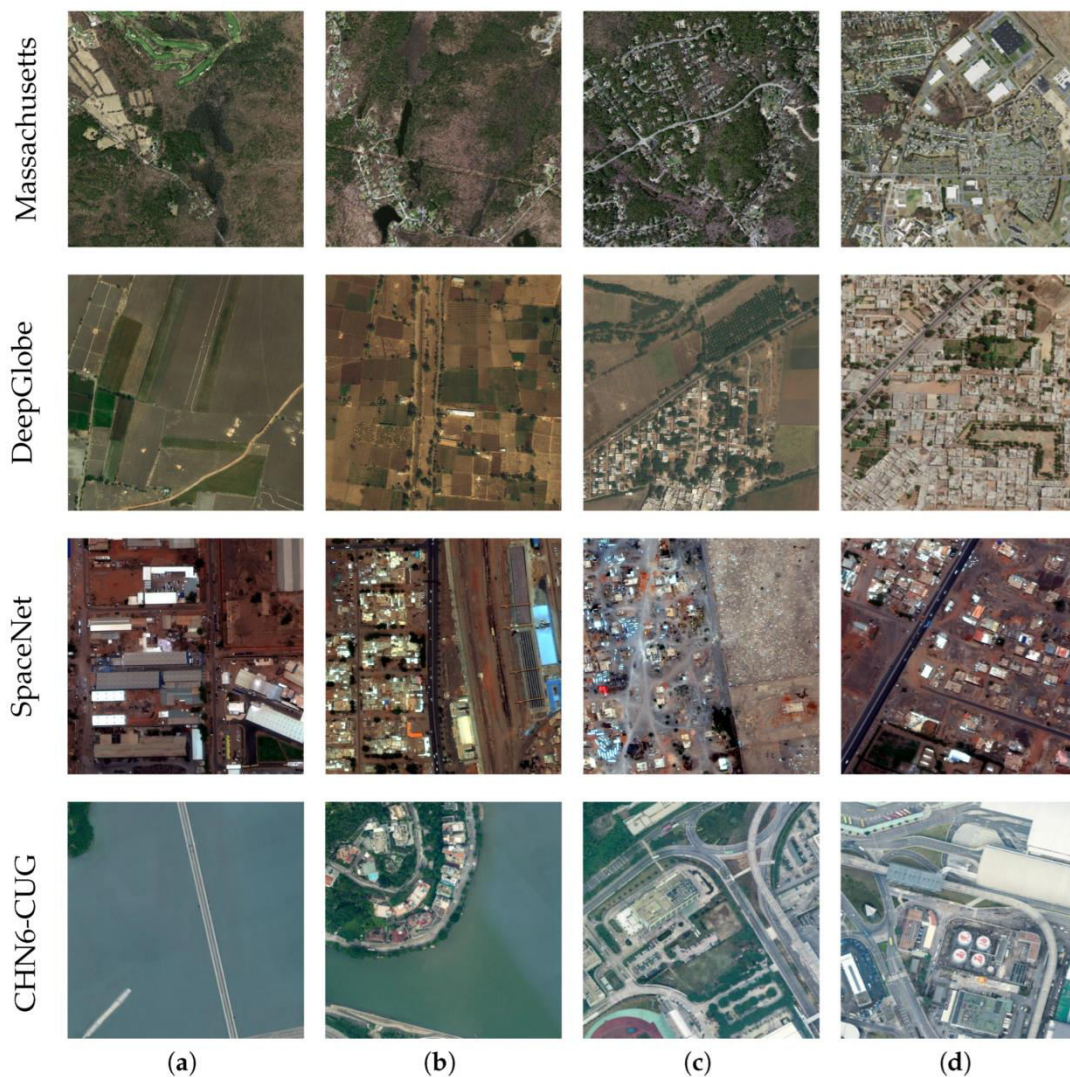 Massachusetts
DeepGlobe
SpaceNet
CHN6-CUG
(a)
(b)
(c)
(d)